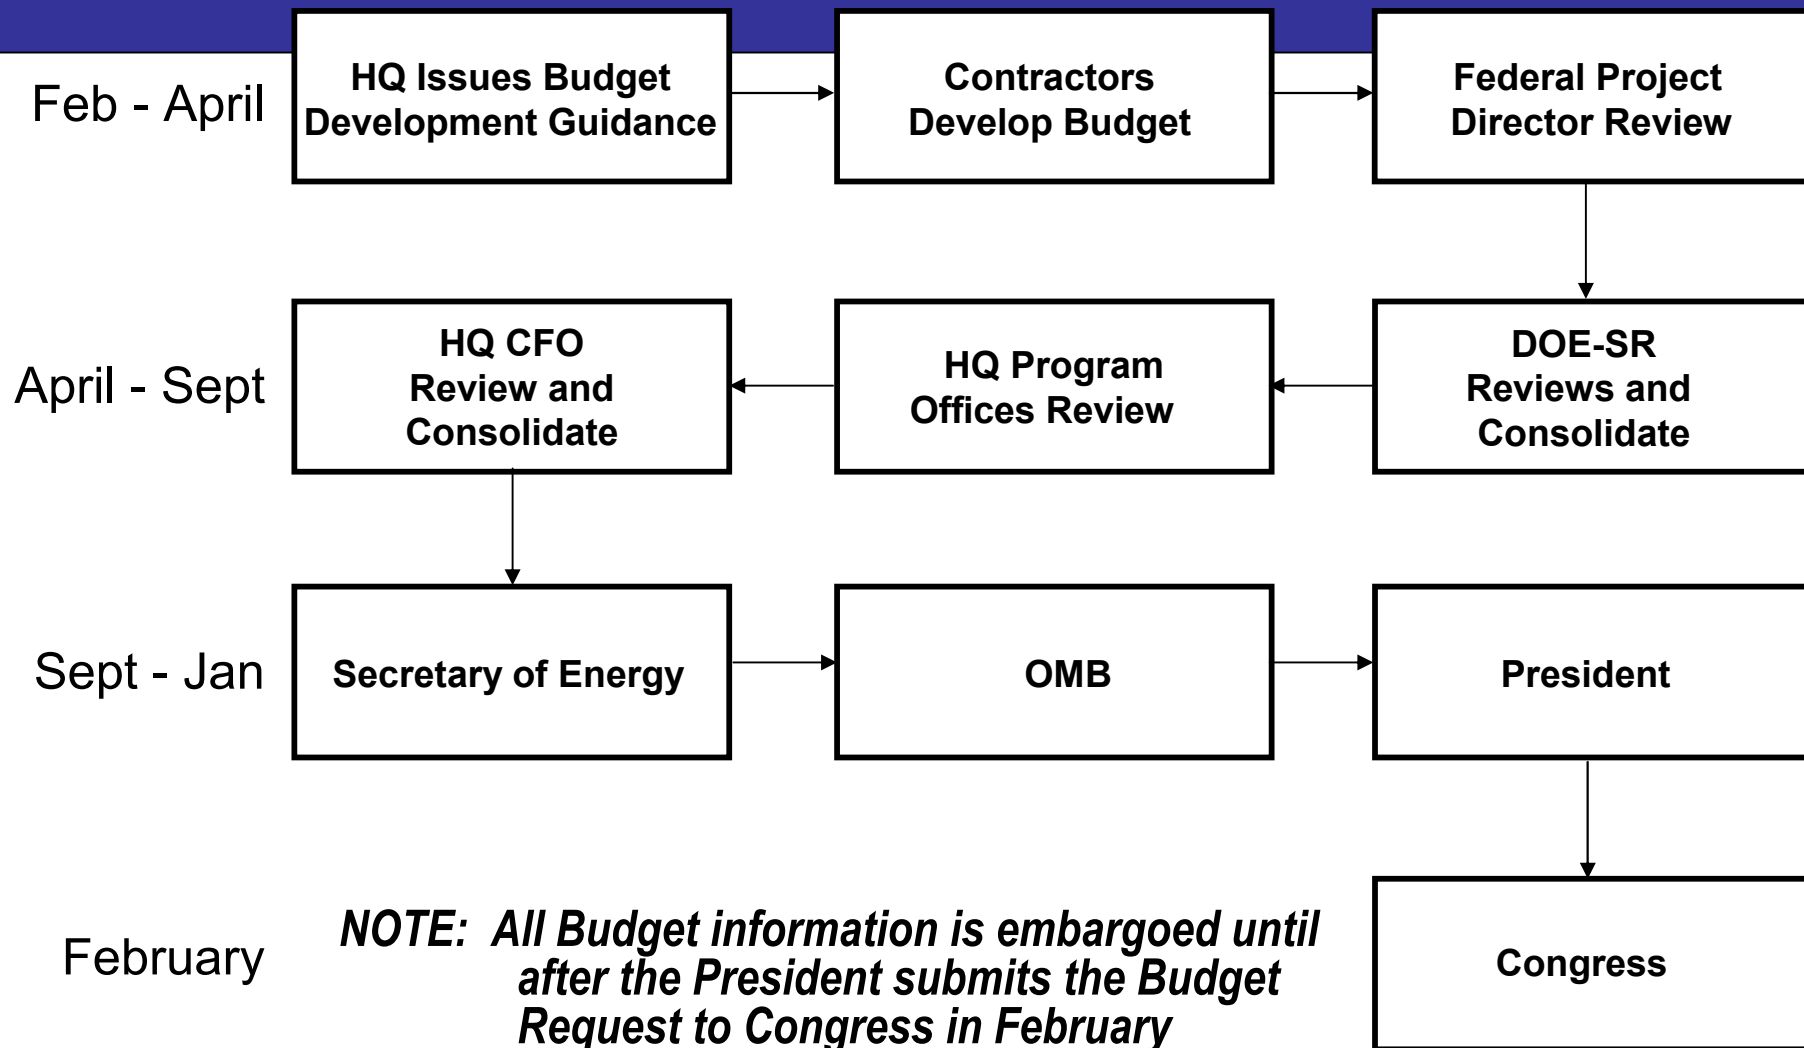 Feb - April
HQ Issues Budget
Development Guidance
Contractors
Develop Budget
Federal Project
Director Review
April - Sept
HQ CFO
Review and
Consolidate
HQ Program
Offices Review
DOE-SR
Reviews and
Consolidate
Sept - Jan
Secretary of Energy
OMB
President
February
NOTE: All Budget information is embargoed until
after the President submits the Budget
Request to Congress in February
Congress